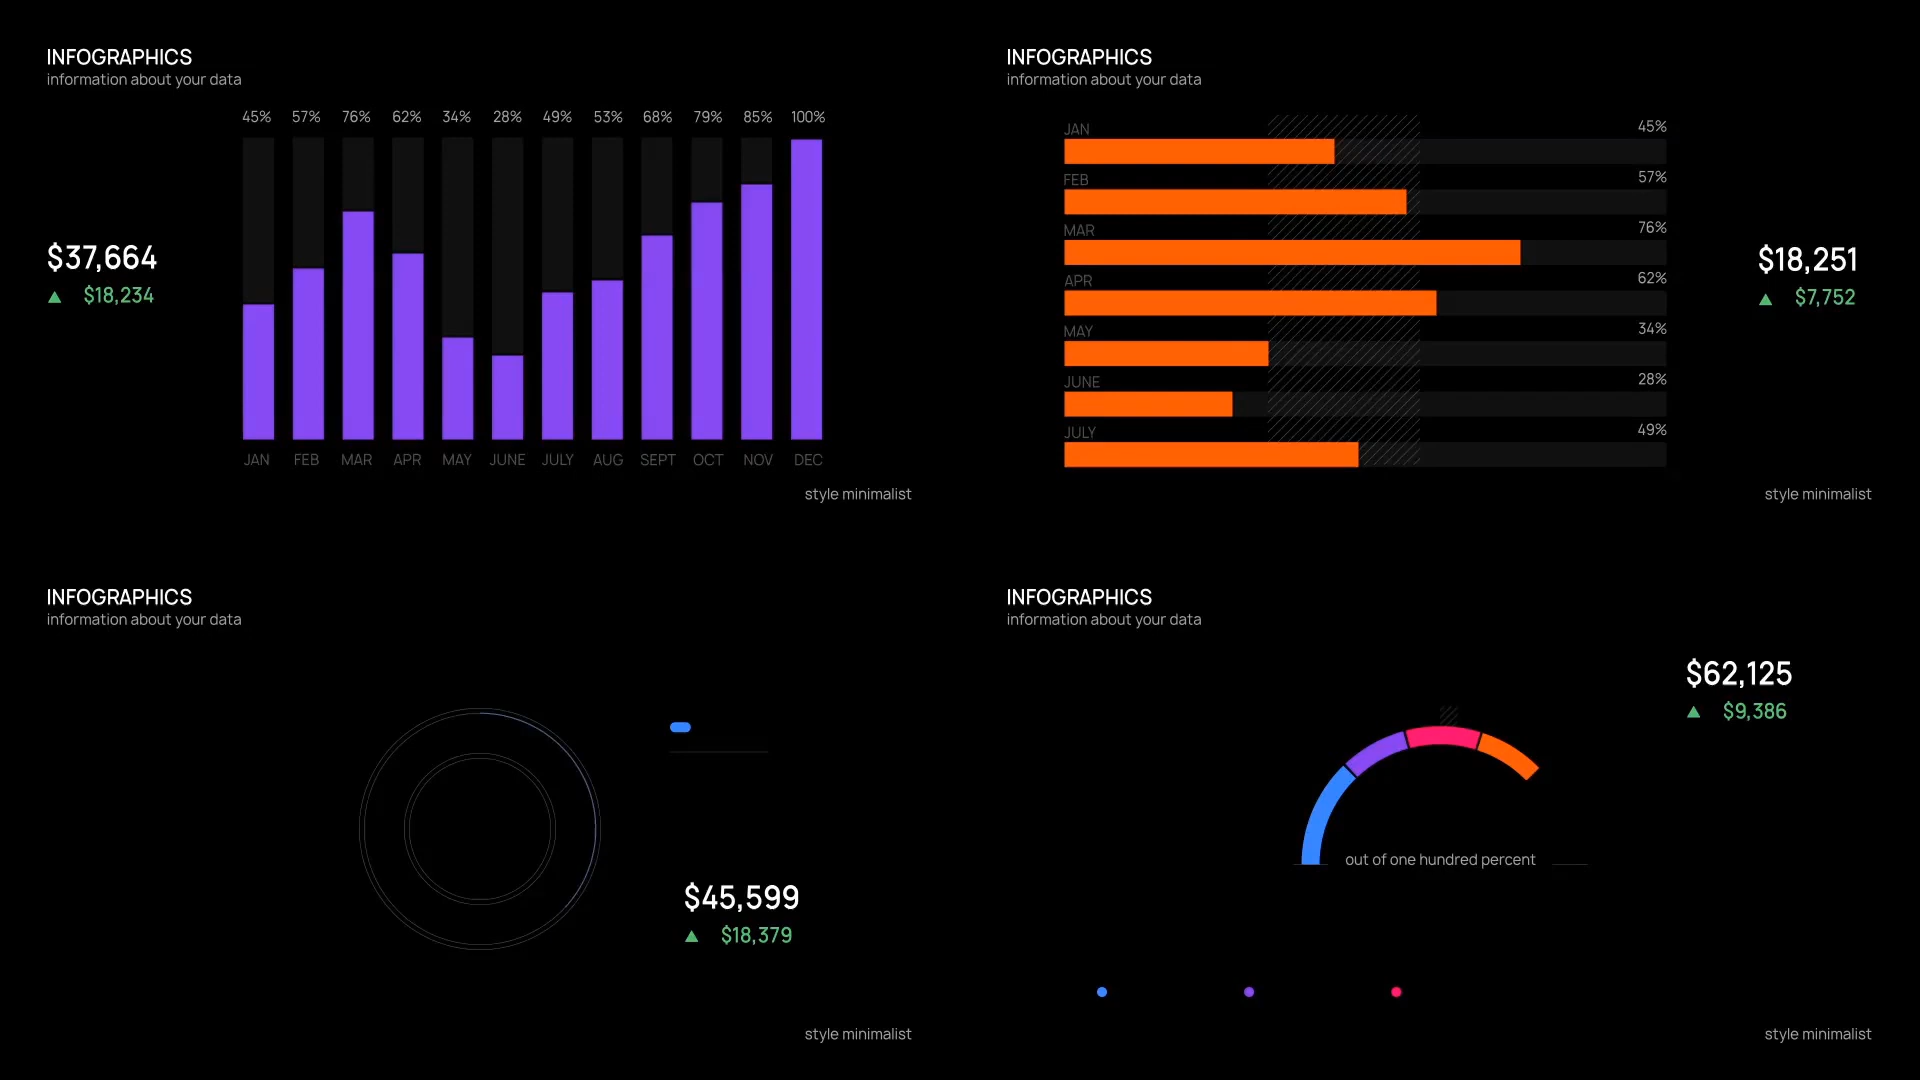 INFOGRAPHICS
information about your data
45% 57% 76% 62% 34% 28% 49% 53% 68% 79% 85% 100%
$37,664
▲ $18,234
JAN FEB MAR APR MAY JUNE JULY AUG SEPT OCT NOV DEC
style minimalist
INFOGRAPHICS
information about your data
JAN 45%
FEB 57%
MAR 76%
APR 62%
MAY 34%
JUNE 28%
JULY 49%
$18,251
▲ $7,752
style minimalist
INFOGRAPHICS
information about your data
$45,599
▲ $18,379
style minimalist
INFOGRAPHICS
information about your data
$62,125
▲ $9,386
out of one hundred percent
style minimalist